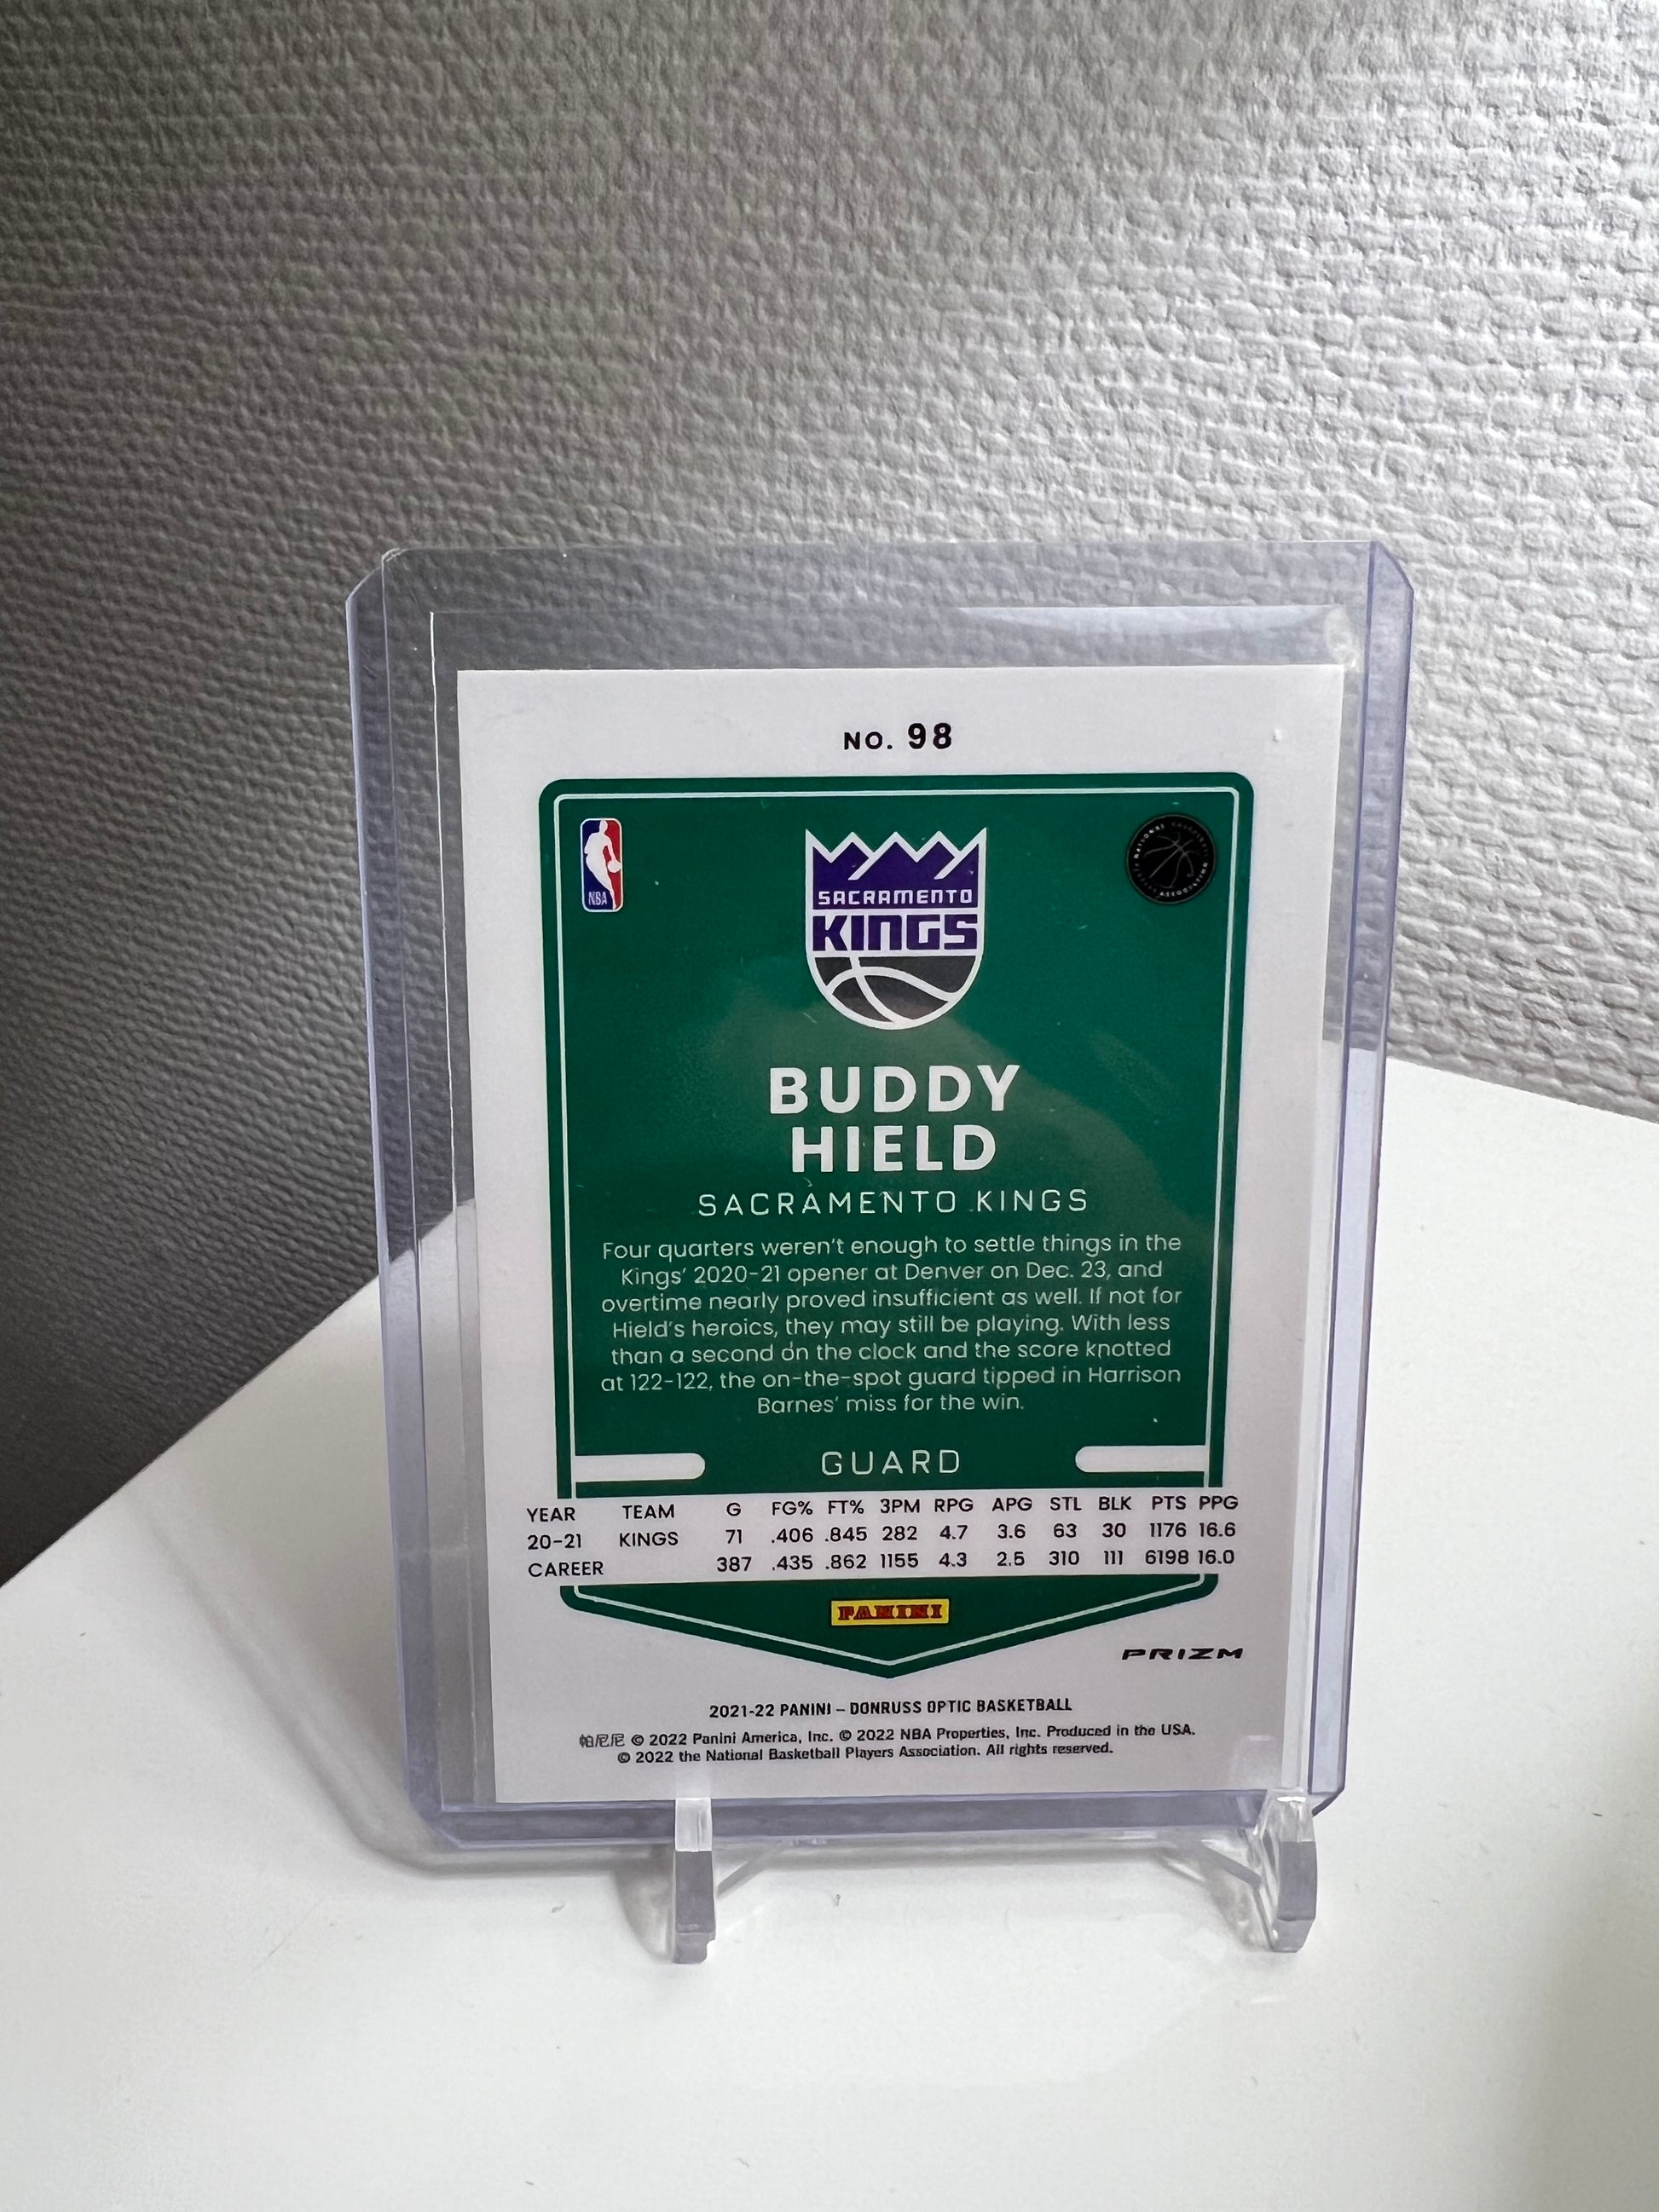 NO. 98
NBA
NATIONAL BASKETBALL PLAYERS ASSOCIATION
SACRAMENTO
KINGS
BUDDY
HIELD
SACRAMENTO KINGS
Four quarters weren't enough to settle things in the
Kings' 2020-21 opener at Denver on Dec. 23, and
overtime nearly proved insufficient as well. If not for
Hield's heroics, they may still be playing. With less
than a second on the clock and the score knotted
at 122-122, the on-the-spot guard tipped in Harrison
Barnes' miss for the win.
GUARD
YEAR TEAM G FG% FT% 3PM RPG APG STL BLK PTS PPG
20-21 KINGS 71 .406 .845 282 4.7 3.6 63 30 1176 16.6
CAREER 387 .435 .862 1155 4.3 2.5 310 111 6198 16.0
PANINI
PRIZM
2021-22 PANINI – DONRUSS OPTIC BASKETBALL
帕尼尼 © 2022 Panini America, Inc. © 2022 NBA Properties, Inc. Produced in the USA.
© 2022 the National Basketball Players Association. All rights reserved.